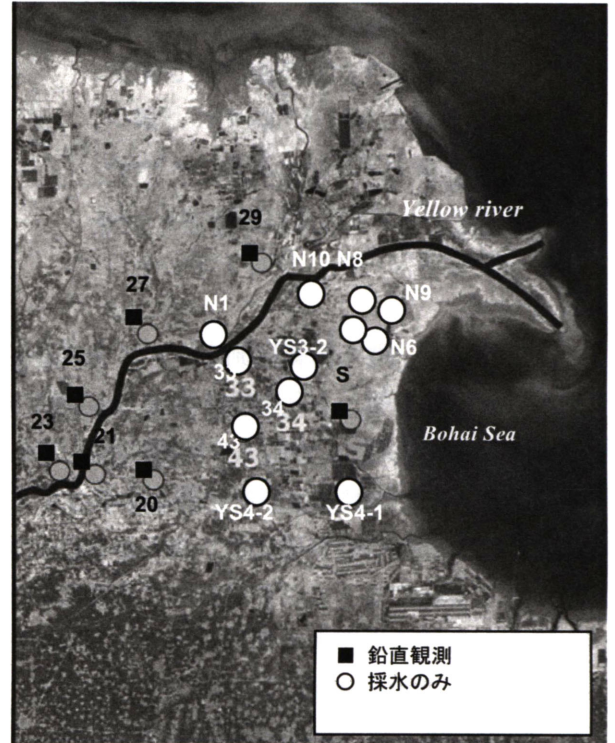 Yellow river
29
N10 N8
27
N9
N1
YS3-2
N6
25
33
S
33
34
34
23
21
43
43
Bohai Sea
20
YS4-2
YS4-1
■ 鉛直観測
○ 採水のみ